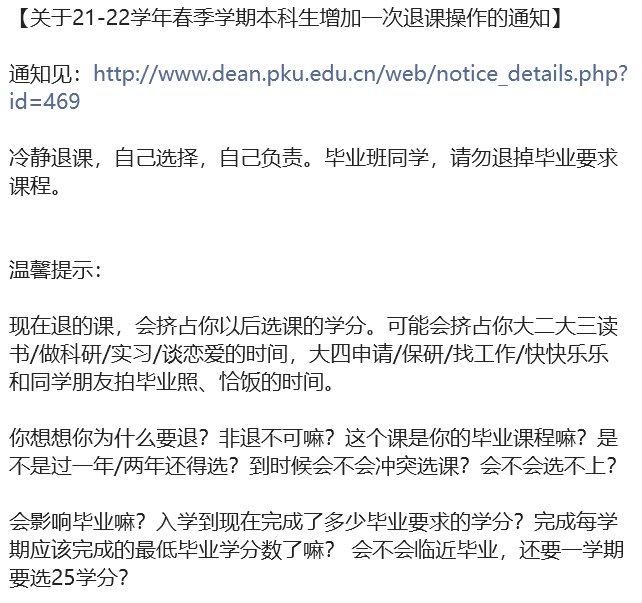 【关于21-22学年春季学期本科生增加一次退课操作的通知】
通知见：http://www.dean.pku.edu.cn/web/notice_details.php?
id=469
冷静退课，自己选择，自己负责。毕业班同学，请勿退掉毕业要求
课程。
温馨提示：
现在退的课，会挤占你以后选课的学分。可能会挤占你大二大三读
书/做科研/实习/谈恋爱的时间，大四申请/保研/找工作/快快乐乐
和同学朋友拍毕业照、恰饭的时间。
你想想你为什么要退？非退不可嘛？这个课是你的毕业课程嘛？是
不是过一年/两年还得选？到时候会不会冲突选课？会不会选不上？
会影响毕业嘛？入学到现在完成了多少毕业要求的学分？完成每学
期应该完成的最低毕业学分数了嘛？ 会不会临近毕业，还要一学期
要选25学分？